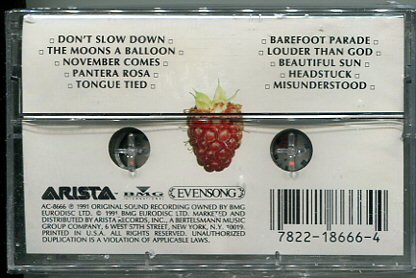 DON'T SLOW DOWN
THE MOONS A BALLOON
NOVEMBER COMES
PANTERA ROSA
TONGUE TIED
BAREFOOT PARADE
LOUDER THAN GOD
BEAUTIFUL SUN
HEADSTUCK
MISUNDERSTOOD
ARISTA
BMG
EVENSONG
AC-8666 ℗ 1991 ORIGINAL SOUND RECORDING OWNED BY BMG
EURODISC LTD. © 1991 BMG EURODISC LTD. MARKETED AND
DISTRIBUTED BY ARISTA RECORDS, INC., A BERTELSMANN MUSIC
GROUP COMPANY, 6 WEST 57TH STREET, NEW YORK, N.Y. 10019.
PRINTED IN U.S.A. ALL RIGHTS RESERVED. UNAUTHORIZED
DUPLICATION IS A VIOLATION OF APPLICABLE LAWS.
7822-18666-4